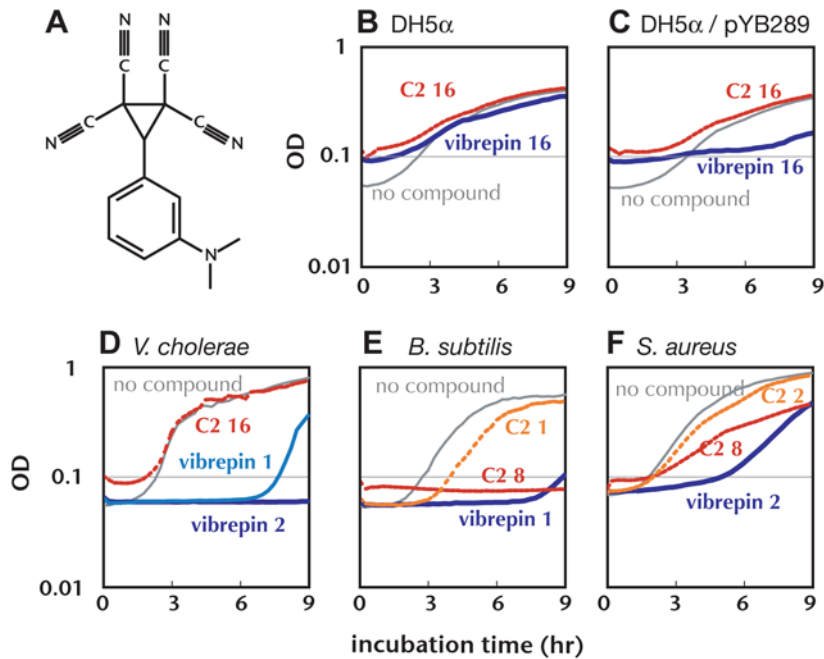 A
N
N
C
C
N
C
C
N
N
B DH5α
1
0.1
0.01
OD
C2 16
vibrepin 16
no compound
0
3
6
9
C DH5α / pYB289
C2 16
vibrepin 16
no compound
0
3
6
9
D V. cholerae
1
0.1
0.01
OD
no compound
C2 16
vibrepin 1
vibrepin 2
0
3
6
9
E B. subtilis
no compound
C2 1
C2 8
vibrepin 1
0
3
6
9
F S. aureus
no compound
C2 2
C2 8
vibrepin 2
0
3
6
9
incubation time (hr)